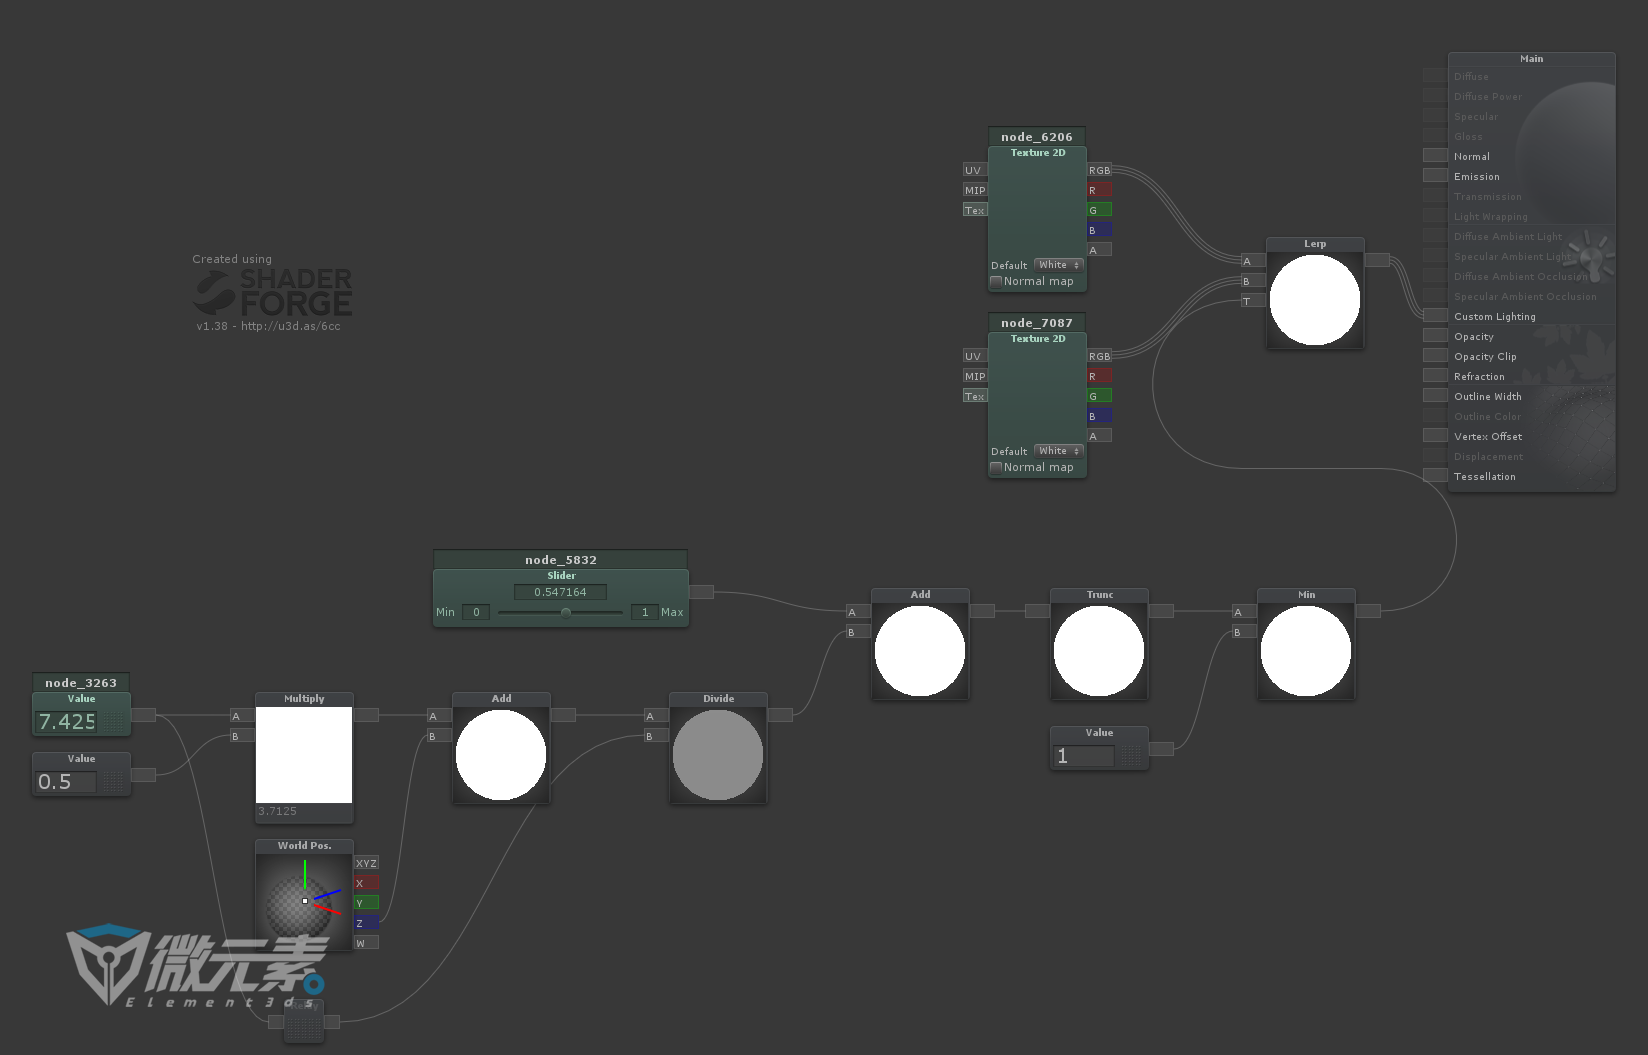 Main
Diffuse
Diffuse Power
Specular
Gloss
Normal
Emission
Transmission
Light Wrapping
Diffuse Ambient Light
Specular Ambient Light
Diffuse Ambient Occlusion
Specular Ambient Occlusion
Custom Lighting
Opacity
Opacity Clip
Refraction
Outline Width
Outline Color
Vertex Offset
Displacement
Tessellation
node_6206
Texture 2D
UV RGB
MIP R
Tex G
B
A
Default White
Normal map
Lerp
A
B
T
Created using
SHADER
FORGE
v1.38 - http://u3d.as/6cc
node_7087
Texture 2D
UV RGB
MIP R
Tex G
B
A
Default White
Normal map
node_5832
Slider
0.547164
Min 0 1 Max
Add
A
B
Trunc
Min
A
B
Value
1
node_3263
Value
7.425
Value
0.5
Multiply
A
B
3.7125
Add
A
B
Divide
A
B
World Pos.
XYZ
X
Y
Z
W
微元素
Element3ds
Relay